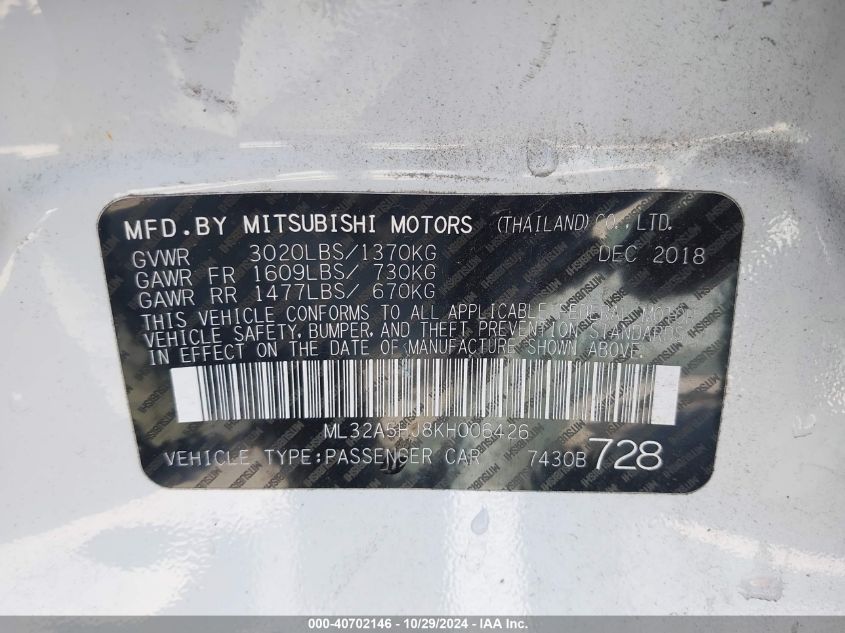 MFD.BY MITSUBISHI MOTORS (THAILAND) CO.,LTD.
GVWR 3020LBS/1370KG DEC 2018
GAWR FR 1609LBS/ 730KG
GAWR RR 1477LBS/ 670KG
THIS VEHICLE CONFORMS TO ALL APPLICABLE FEDERAL MOTOR
VEHICLE SAFETY, BUMPER, AND THEFT PREVENTION STANDARDS
IN EFFECT ON THE DATE OF MANUFACTURE SHOWN ABOVE.
ML32A5HJ8KH006426
VEHICLE TYPE:PASSENGER CAR 7430B 728
000-40702146 - 10/29/2024 - IAA Inc.